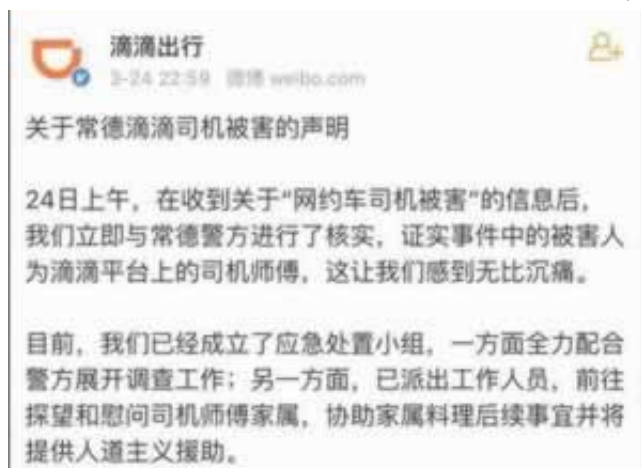 滴滴出行
3-24 22:59 微博 weibo.com
关于常德滴滴司机被害的声明
24日上午，在收到关于“网约车司机被害”的信息后，
我们立即与常德警方进行了核实，证实事件中的被害人
为滴滴平台上的司机师傅，这让我们感到无比沉痛。
目前，我们已经成立了应急处置小组，一方面全力配合
警方展开调查工作；另一方面，已派出工作人员，前往
探望和慰问司机师傅家属，协助家属料理后续事宜并将
提供人道主义援助。